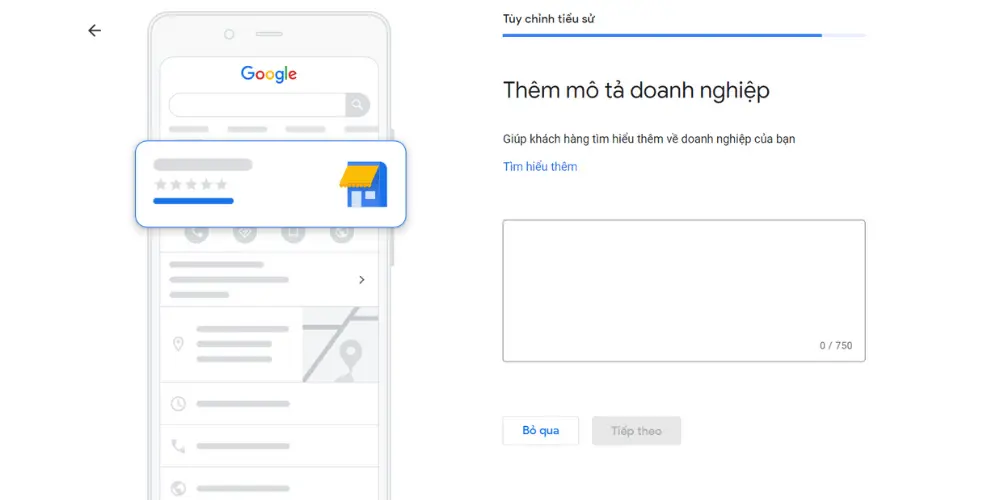 Google
Tùy chỉnh tiểu sử
Thêm mô tả doanh nghiệp
Giúp khách hàng tìm hiểu thêm về doanh nghiệp của bạn
Tìm hiểu thêm
0 / 750
Bỏ qua
Tiếp theo